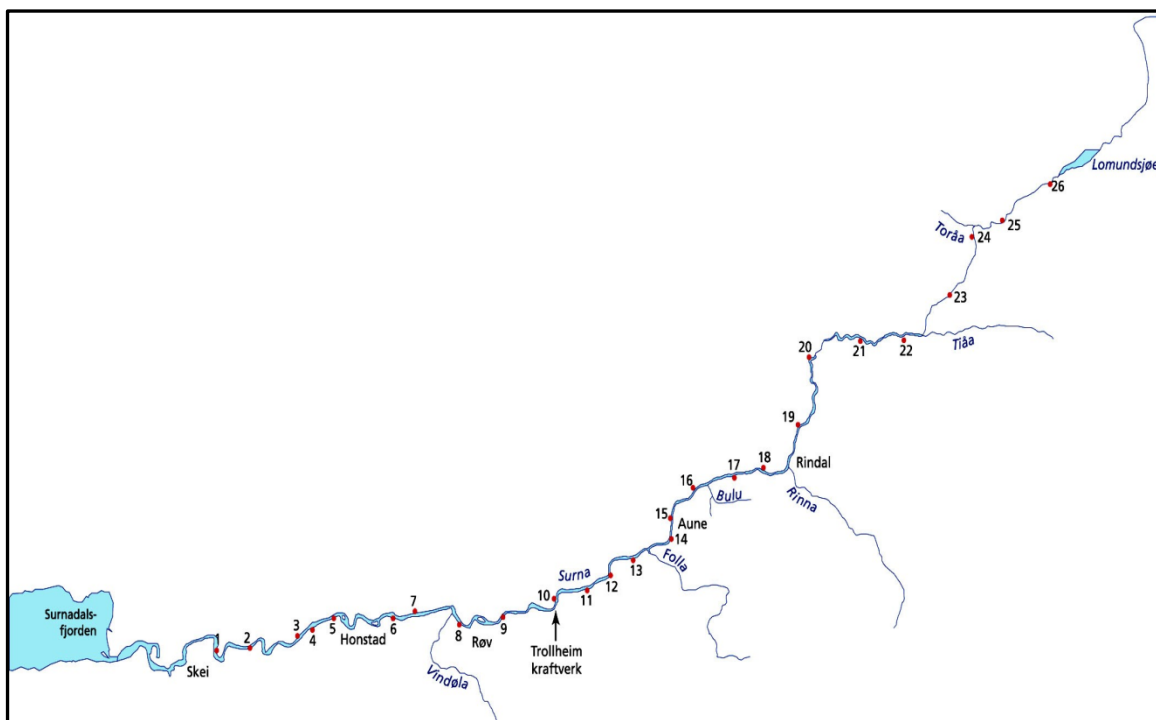 Lomundsjøe
26
25
Toråa
24
23
20
21
22
Tiåa
19
18
Rindal
17
16
Bulu
Rinna
15
Aune
14
Folla
13
Surna
12
11
10
Trollheim
kraftverk
9
Røv
8
7
6
Honstad
5
4
3
2
1
Skei
Vindøla
Surnadals-
fjorden